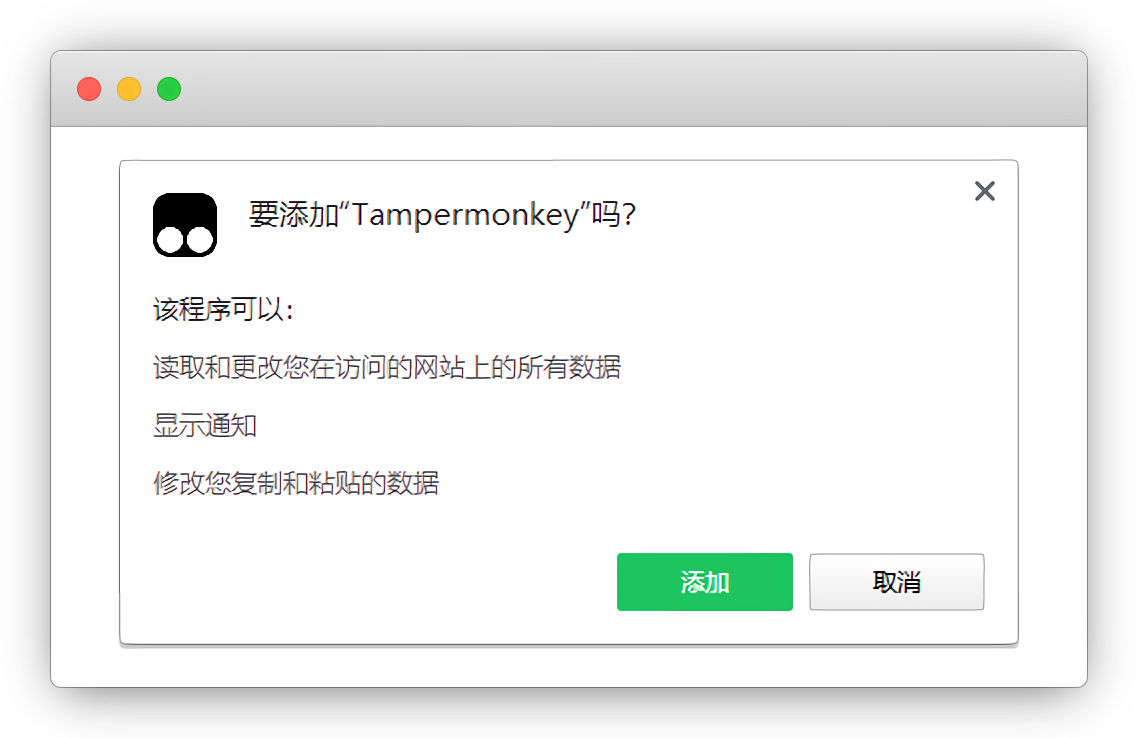 要添加“Tampermonkey”吗？
该程序可以：
读取和更改您在访问的网站上的所有数据
显示通知
修改您复制和粘贴的数据
添加
取消